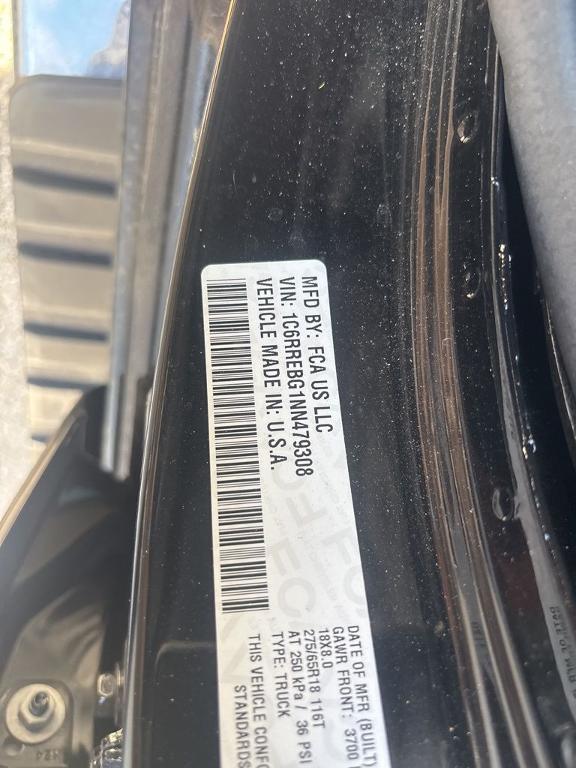 MFD BY: FCA US LLC
VIN: 1C6RREBG1NN479308
VEHICLE MADE IN: U.S.A.
DATE OF MFR (BUILT)
GAWR FRONT: 3700
18X8.0
275/65R18 116T
AT 250 kPa / 36 PSI
TYPE: TRUCK
THIS VEHICLE CONFO
STANDARDS